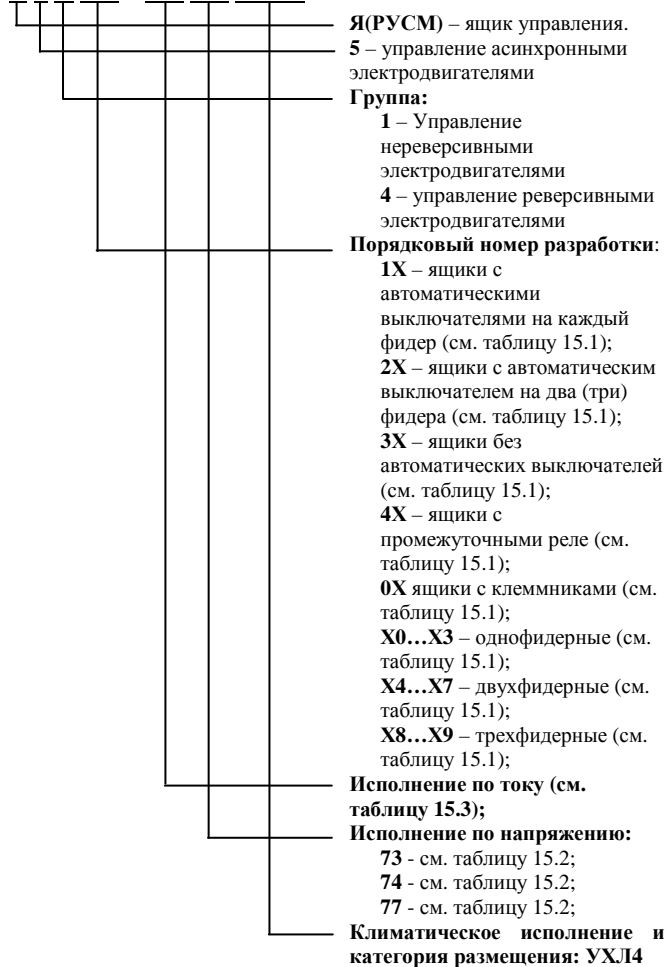 Я(РУСМ) – ящик управления.
5 – управление асинхронными
электродвигателями
Группа:
1 – Управление
нереверсивными
электродвигателями
4 – управление реверсивными
электродвигателями
Порядковый номер разработки:
1Х – ящики с
автоматическими
выключателями на каждый
фидер (см. таблицу 15.1);
2Х – ящики с автоматическим
выключателем на два (три)
фидера (см. таблицу 15.1);
3Х – ящики без
автоматических выключателей
(см. таблицу 15.1);
4Х – ящики с
промежуточными реле (см.
таблицу 15.1);
0Х ящики с клеммниками (см.
таблицу 15.1);
Х0…Х3 – однофидерные (см.
таблицу 15.1);
Х4…Х7 – двухфидерные (см.
таблицу 15.1);
Х8…Х9 – трехфидерные (см.
таблицу 15.1);
Исполнение по току (см.
таблицу 15.3);
Исполнение по напряжению:
73 - см. таблицу 15.2;
74 - см. таблицу 15.2;
77 - см. таблицу 15.2;
Климатическое исполнение и
категория размещения: УХЛ4